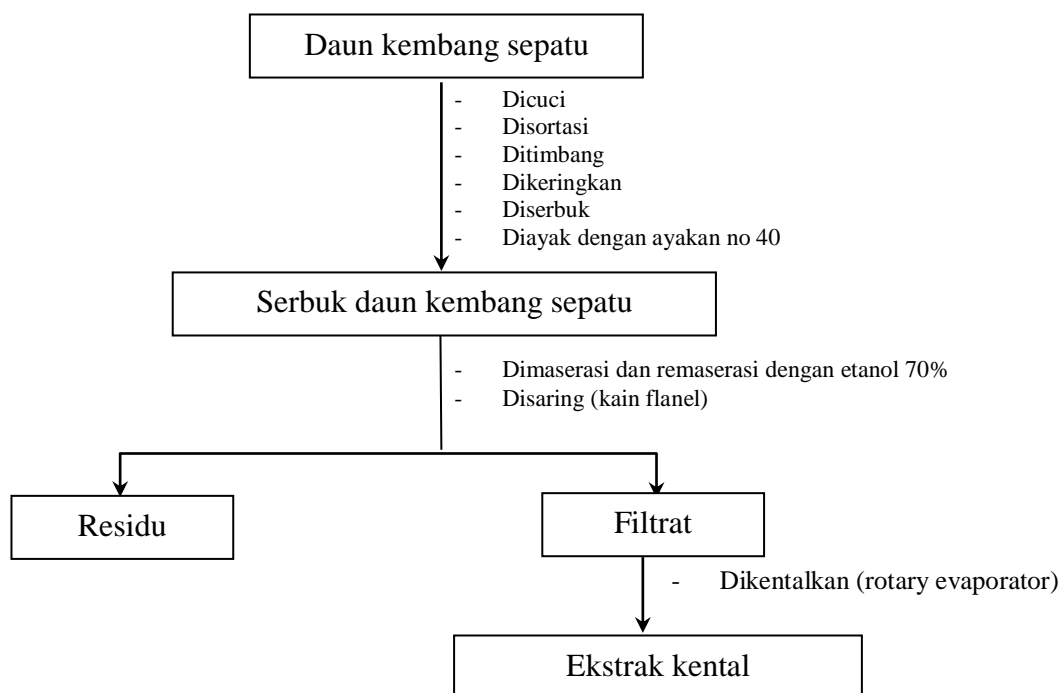 Daun kembang sepatu
- Dicuci
- Disortasi
- Ditimbang
- Dikeringkan
- Diserbuk
- Diayak dengan ayakan no 40
Serbuk daun kembang sepatu
- Dimaserasi dan remaserasi dengan etanol 70%
- Disaring (kain flanel)
Residu
Filtrat
- Dikentalkan (rotary evaporator)
Ekstrak kental